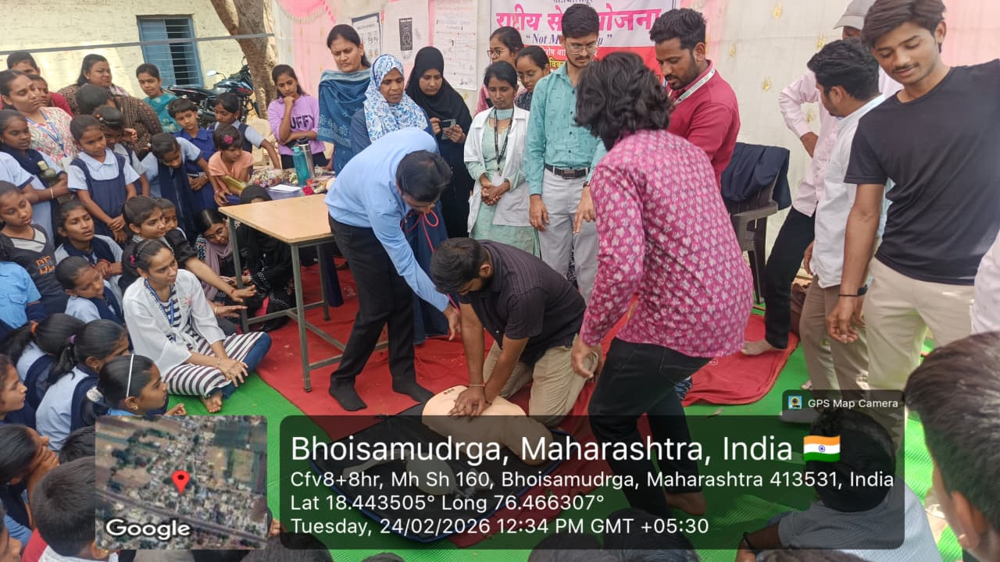 राष्ट्रीय से योजना
"Not M
FFY
GPS Map Camera
Bhoisamudrga, Maharashtra, India
Cfv8+8hr, Mh Sh 160, Bhoisamudrga, Maharashtra 413531, India
Lat 18.443505° Long 76.466307°
Tuesday, 24/02/2026 12:34 PM GMT +05:30
Google